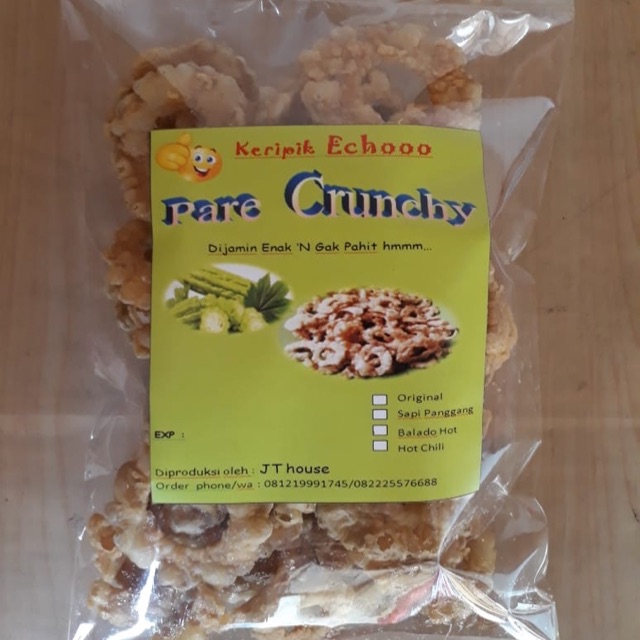 Keripik Echooo
Pare Crunchy
Dijamin Enak 'N Gak Pahit hmmm...
Original
Sapi Panggang
Balado Hot
Hot Chili
EXP :
Diproduksi oleh : JT house
Order phone/wa : 081219991745/082225576688